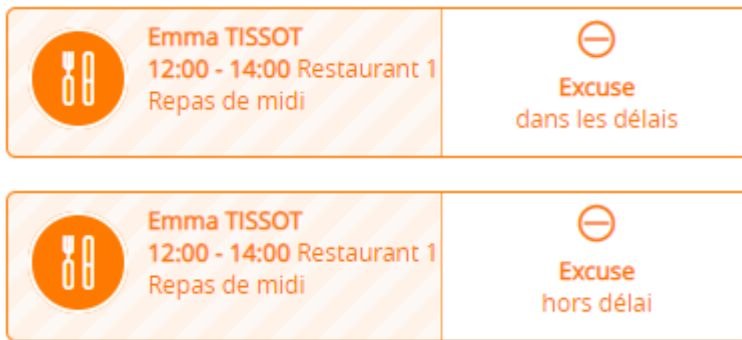 Emma TISSOT
12:00 - 14:00 Restaurant 1
Repas de midi
Excuse
dans les délais
Emma TISSOT
12:00 - 14:00 Restaurant 1
Repas de midi
Excuse
hors délai